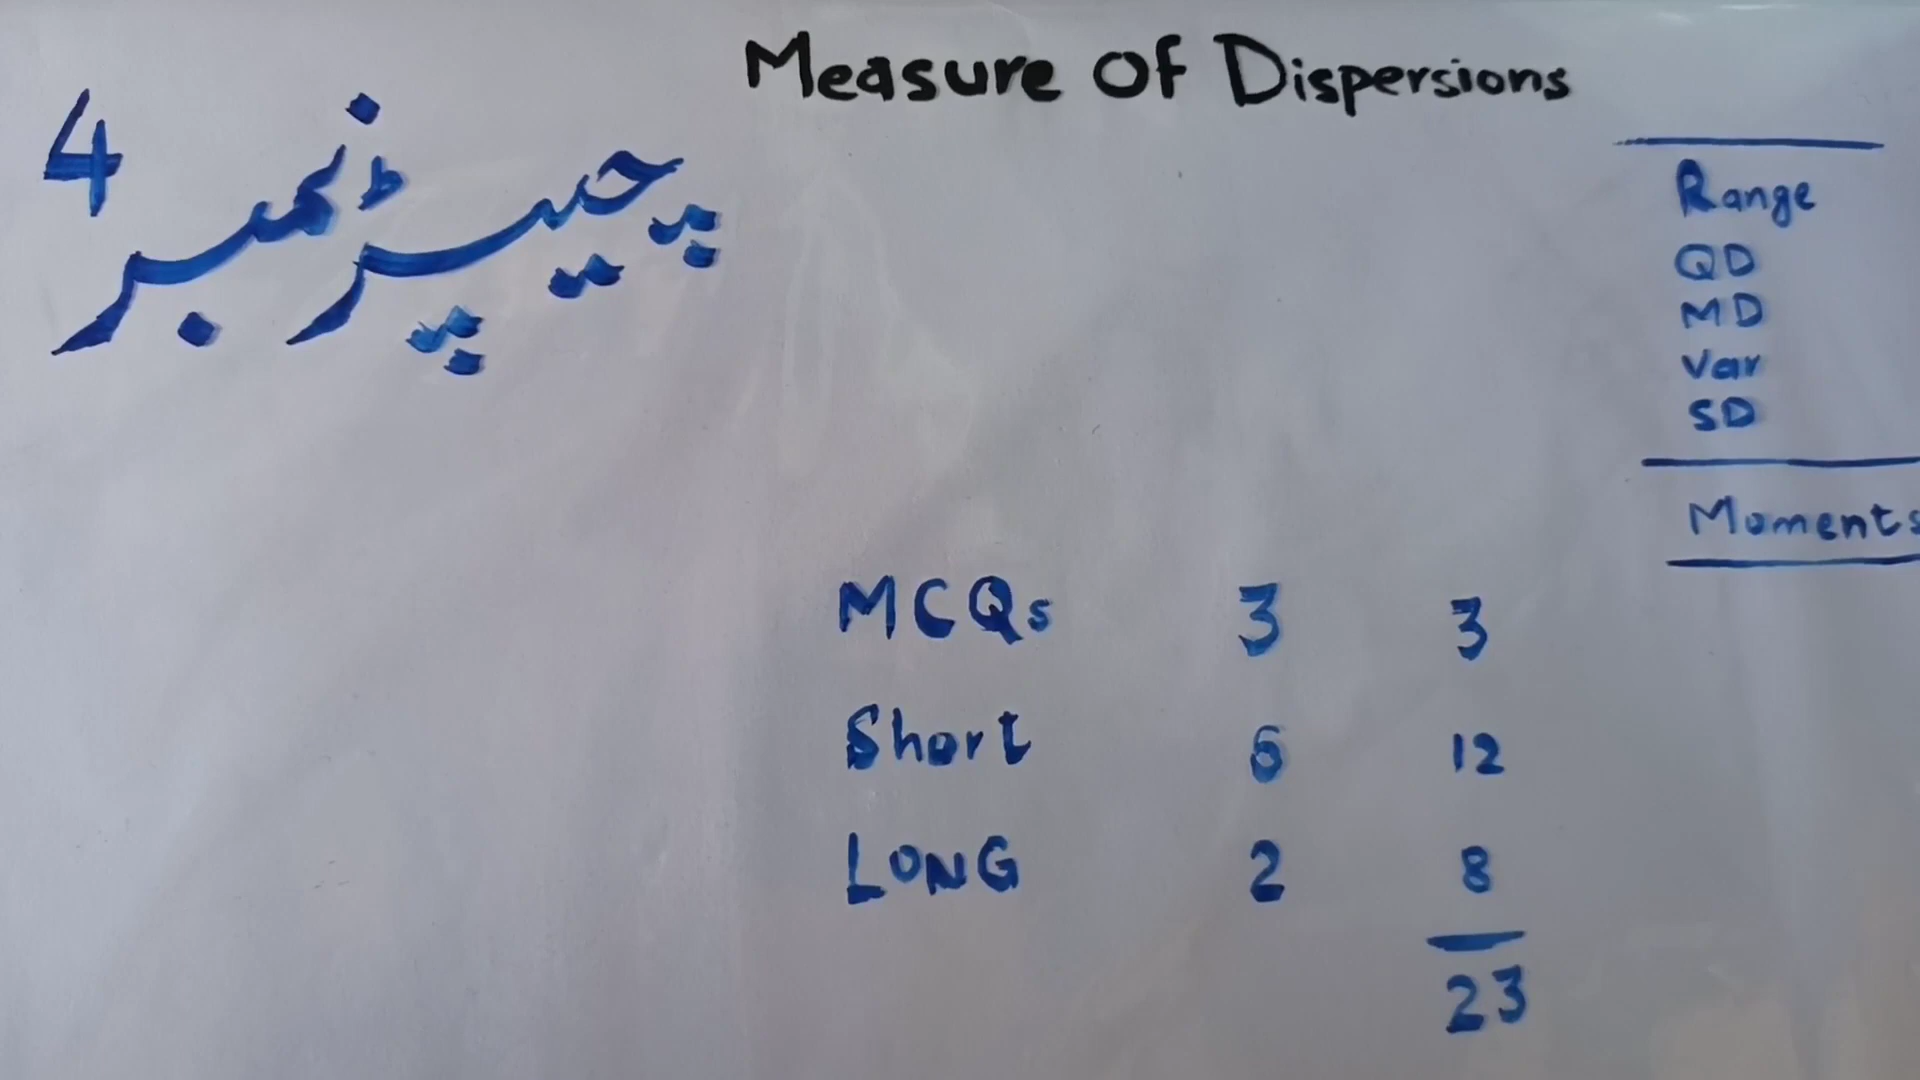 Measure Of Dispersions
چیپٹر نمبر 4
Range
QD
MD
Var
SD
Moments
MCQs 3 3
Short 6 12
LONG 2 8
23